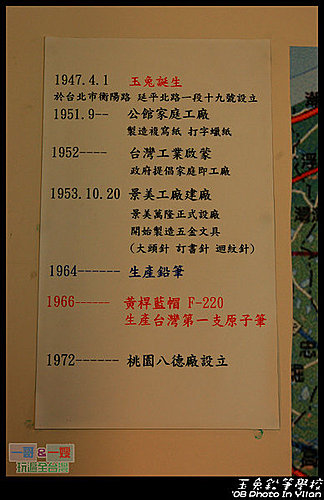 1947.4.1 玉兔誕生
於台北市衡陽路 延平北路一段十九號設立
1951.9-- 公館家庭工廠
製造複寫紙 打字蠟紙
1952---- 台灣工業啟蒙
政府提倡家庭即工廠
1953.10.20 景美工廠建廠
景美萬隆正式設廠
開始製造五金文具
(大頭針 訂書針 迴紋針)
1964------ 生產鉛筆
1966------ 黃桿藍帽 F-220
生產台灣第一支原子筆
1972------ 桃園八德廠設立
一哥&一嫂
玩遍全台灣
玉兔鉛筆學校
'08 Photo In Yilan